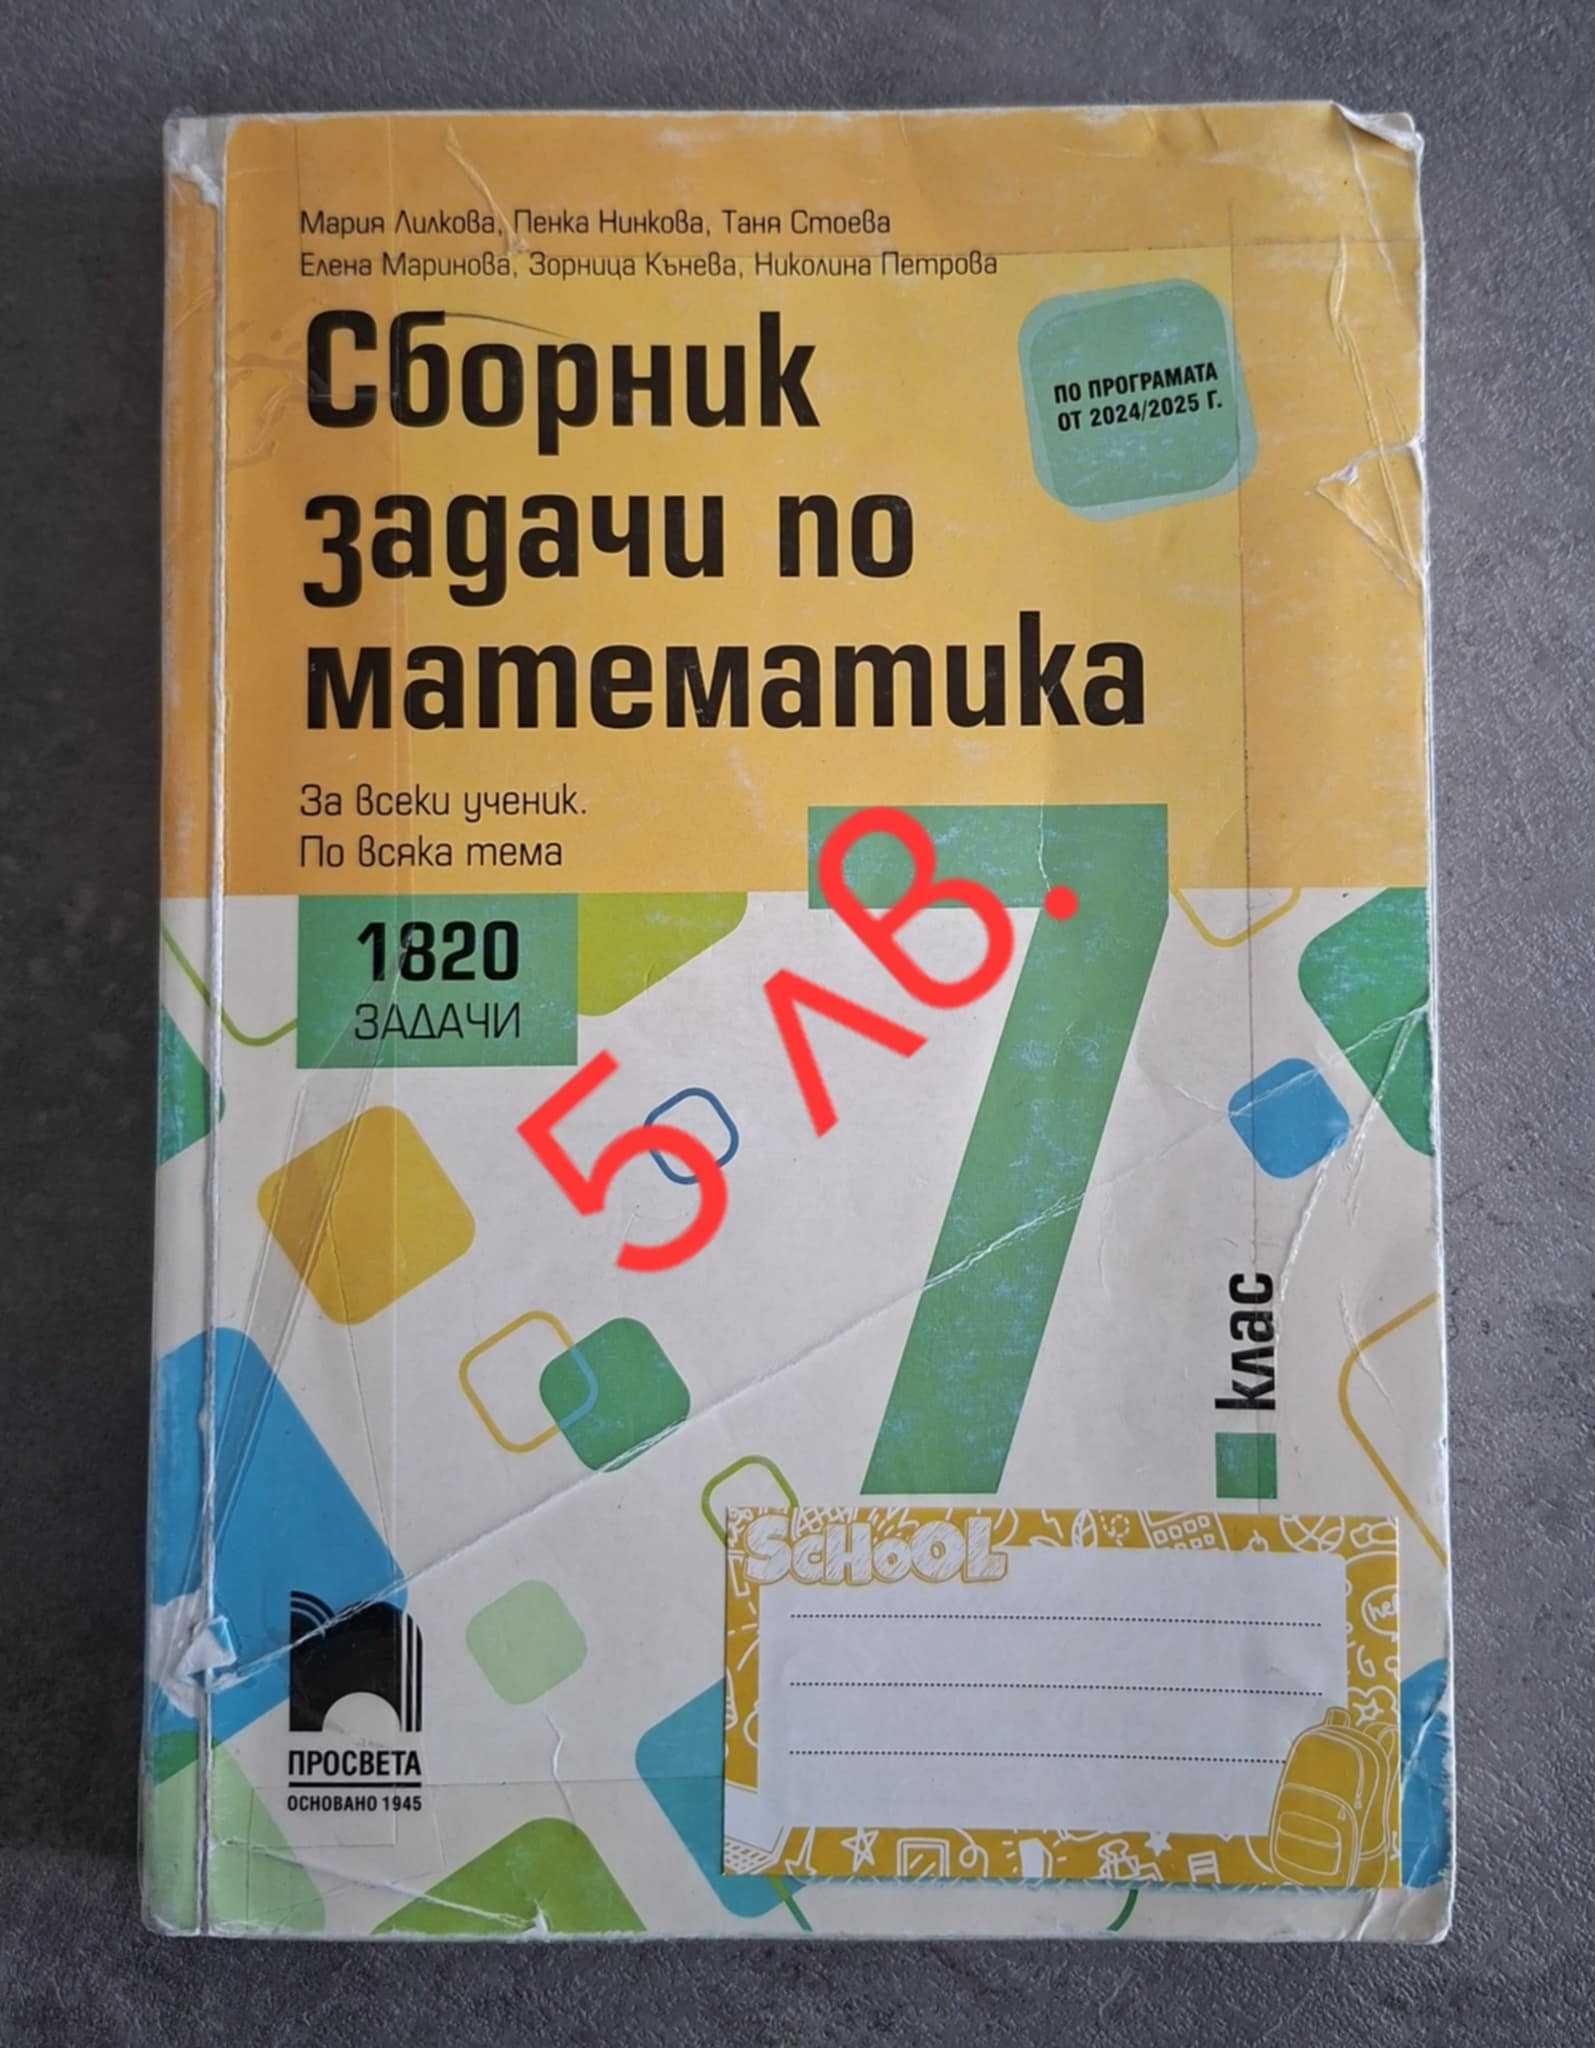 Мария Лилкова, Пенка Нинкова, Таня Стоева
Елена Маринова, Зорница Кънева, Николина Петрова
Сборник
задачи по
математика
ПО ПРОГРАМАТА
ОТ 2024/2025 Г.
За всеки ученик.
По всяка тема
1820
ЗАДАЧИ
5 лв.
7
клас
SCHOOL
ПРОСВЕТА
ОСНОВАНО 1945